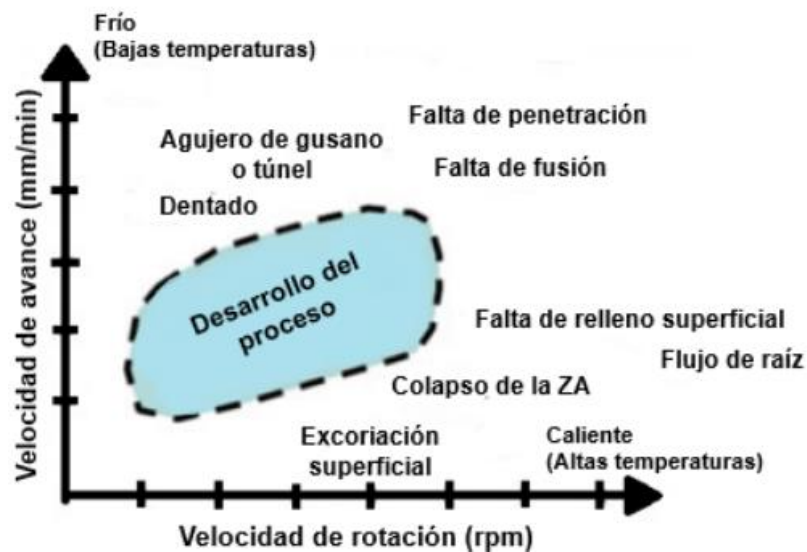 Frío
(Bajas temperaturas)
Velocidad de avance (mm/min)
Falta de penetración
Agujero de gusano
o túnel
Falta de fusión
Dentado
Desarrollo del
proceso
Falta de relleno superficial
Flujo de raíz
Colapso de la ZA
Excoriación
superficial
Caliente
(Altas temperaturas)
Velocidad de rotación (rpm)